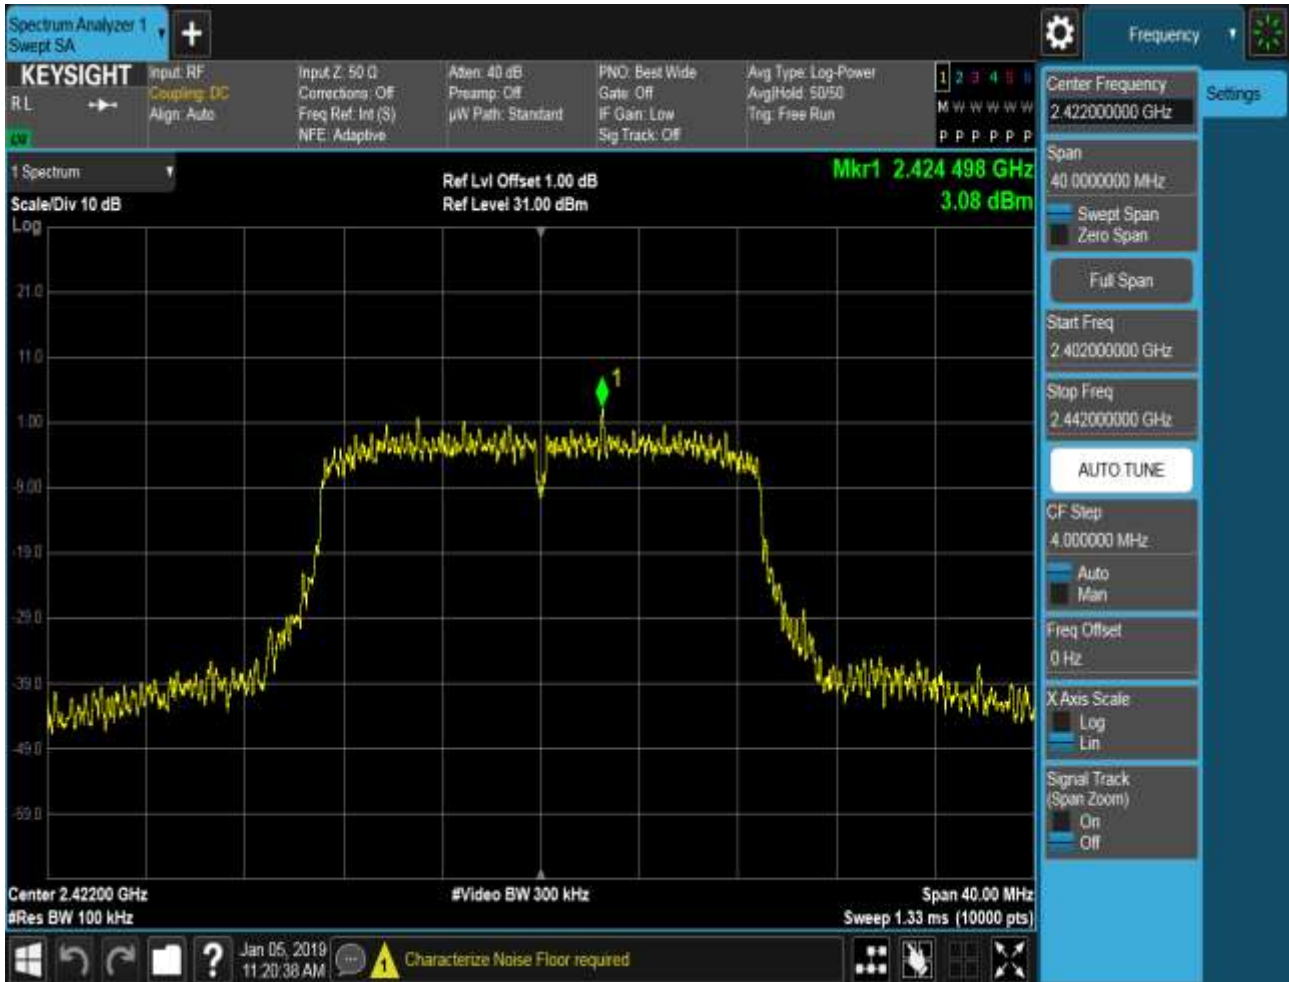 Spectrum Analyzer 1
Swept SA
+
Frequency
KEYSIGHT
R L
Input: RF
Coupling: DC
Align: Auto
Input Z: 50 Ω
Corrections: Off
Freq Ref: Int (S)
NFE: Adaptive
Atten: 40 dB
Preamp: Off
µW Path: Standard
PNO: Best Wide
Gate: Off
IF Gain: Low
Sig Track: Off
Avg Type: Log-Power
Avg|Hold: 50/50
Trig: Free Run
1 2 3 4 5 6
M W W W W W
P P P P P P
1 Spectrum
Scale/Div 10 dB
Log
Ref Lvl Offset 1.00 dB
Ref Level 31.00 dBm
Mkr1 2.424 498 GHz
3.08 dBm
21.0
11.0
1.00
-9.00
-19.0
-29.0
-39.0
-49.0
-59.0
1
Center 2.42200 GHz
#Res BW 100 kHz
#Video BW 300 kHz
Span 40.00 MHz
Sweep 1.33 ms (10000 pts)
Center Frequency
2.422000000 GHz
Settings
Span
40.0000000 MHz
Swept Span
Zero Span
Full Span
Start Freq
2.402000000 GHz
Stop Freq
2.442000000 GHz
AUTO TUNE
CF Step
4.000000 MHz
Auto
Man
Freq Offset
0 Hz
X Axis Scale
Log
Lin
Signal Track
(Span Zoom)
On
Off
?
Jan 05, 2019
11:20:38 AM
1
Characterize Noise Floor required